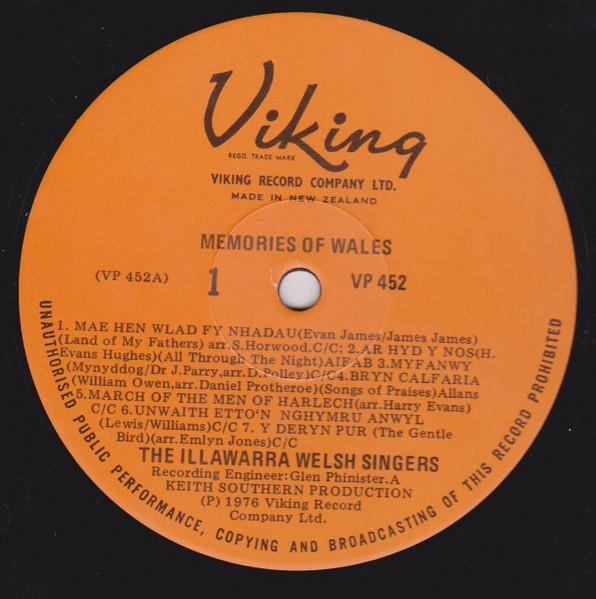 Viking
REGD. TRADE MARK
VIKING RECORD COMPANY LTD.
MADE IN NEW ZEALAND
MEMORIES OF WALES
(VP 452A) 1 VP 452
1. MAE HEN WLAD FY NHADAU(Evan James/James James)
(Land of My Fathers) arr.S.Horwood.C/C: 2.AR HYD Y NOS(H.
Evans Hughes)(All Through The Night)AIFAB 3.MYFANWY
(Mynyddog/Dr J.Parry,arr.D.Polley)C/C4. BRYN CALFARIA
(William Owen,arr.Daniel Protheroe)(Songs of Praises)Allans
5.MARCH OF THE MEN OF HARLECH(arr.Harry Evans)
C/C 6.UNWAITH ETTO'N NGHYMRU ANWYL
(Lewis/Williams)C/C 7. Y DERYN PUR (The Gentle
Bird)(arr.Emlyn Jones)C/C
THE ILLAWARRA WELSH SINGERS
Recording Engineer:Glen Phinister.A
KEITH SOUTHERN PRODUCTION
(P) 1976 Viking Record
Company Ltd.
UNAUTHORISED PUBLIC PERFORMANCE, COPYING AND BROADCASTING OF THIS RECORD PROHIBITED